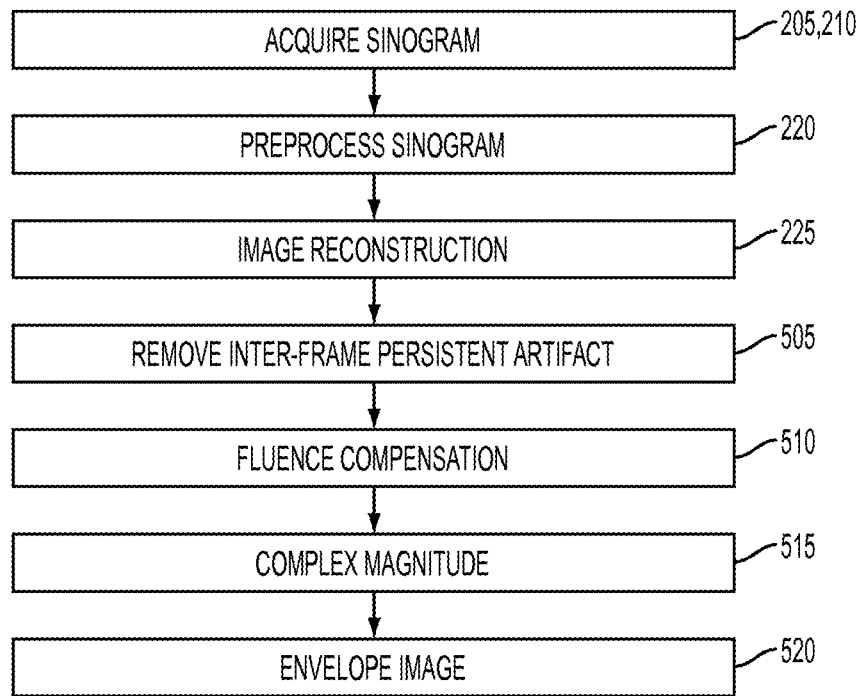 ACQUIRE SINOGRAM
205,210
PREPROCESS SINOGRAM
220
IMAGE RECONSTRUCTION
225
REMOVE INTER-FRAME PERSISTENT ARTIFACT
505
FLUENCE COMPENSATION
510
COMPLEX MAGNITUDE
515
ENVELOPE IMAGE
520